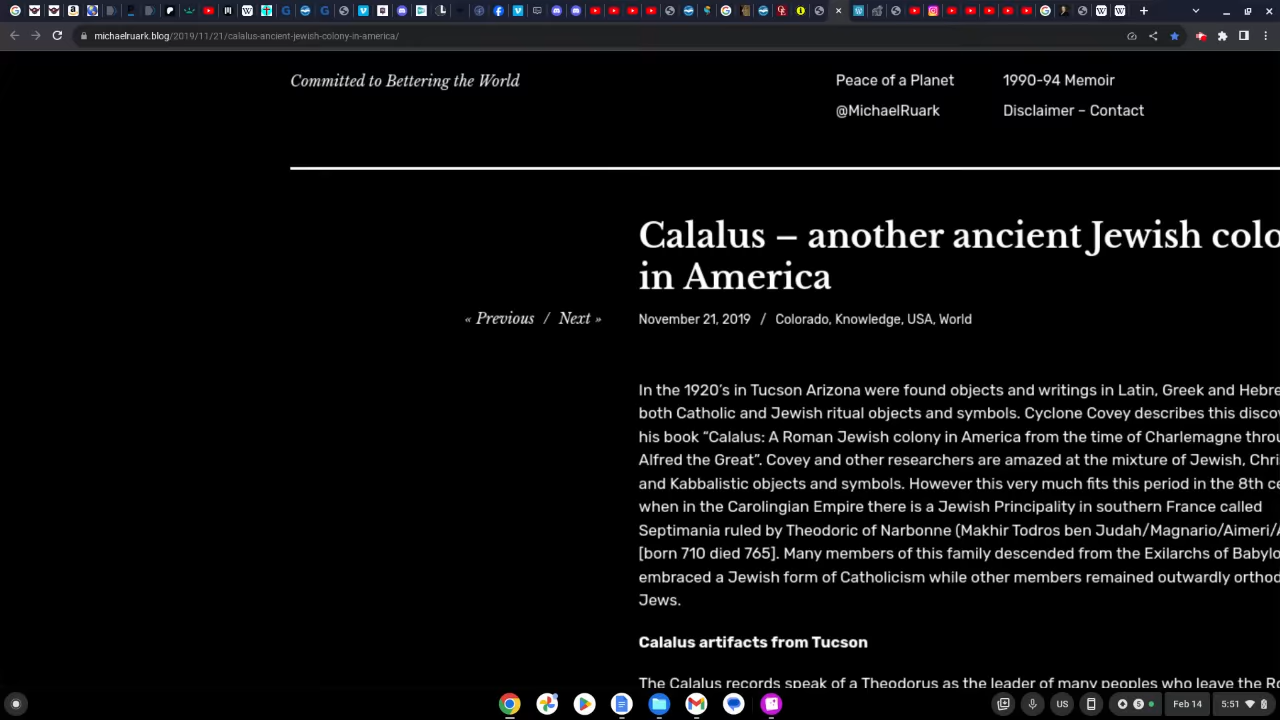 michaelruark.blog/2019/11/21/calalus-ancient-jewish-colony-in-america/
Committed to Bettering the World
Peace of a Planet
1990-94 Memoir
@MichaelRuark
Disclaimer – Contact
Calalus – another ancient Jewish colo
in America
« Previous / Next »
November 21, 2019 / Colorado, Knowledge, USA, World
In the 1920’s in Tucson Arizona were found objects and writings in Latin, Greek and Hebre
both Catholic and Jewish ritual objects and symbols. Cyclone Covey describes this disco
his book “Calalus: A Roman Jewish colony in America from the time of Charlemagne throu
Alfred the Great”. Covey and other researchers are amazed at the mixture of Jewish, Chri
and Kabbalistic objects and symbols. However this very much fits this period in the 8th ce
when in the Carolingian Empire there is a Jewish Principality in southern France called
Septimania ruled by Theodoric of Narbonne (Makhir Todros ben Judah/Magnario/Aimeri/
[born 710 died 765]. Many members of this family descended from the Exilarchs of Babylo
embraced a Jewish form of Catholicism while other members remained outwardly orthod
Jews.
Calalus artifacts from Tucson
The Calalus records speak of a Theodorus as the leader of many peoples who leave the Ro
US
5
Feb 14
5:51